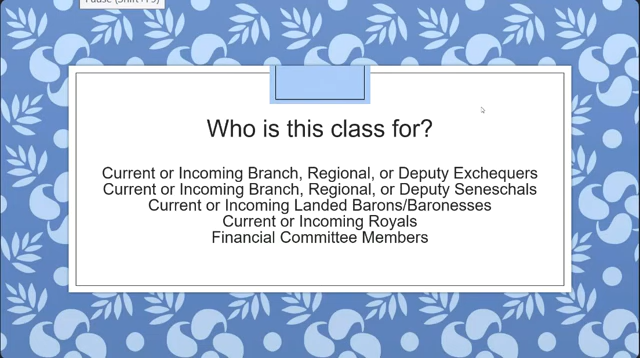 Pause (Shift+F5)
Who is this class for?
Current or Incoming Branch, Regional, or Deputy Exchequers
Current or Incoming Branch, Regional, or Deputy Seneschals
Current or Incoming Landed Barons/Baronesses
Current or Incoming Royals
Financial Committee Members